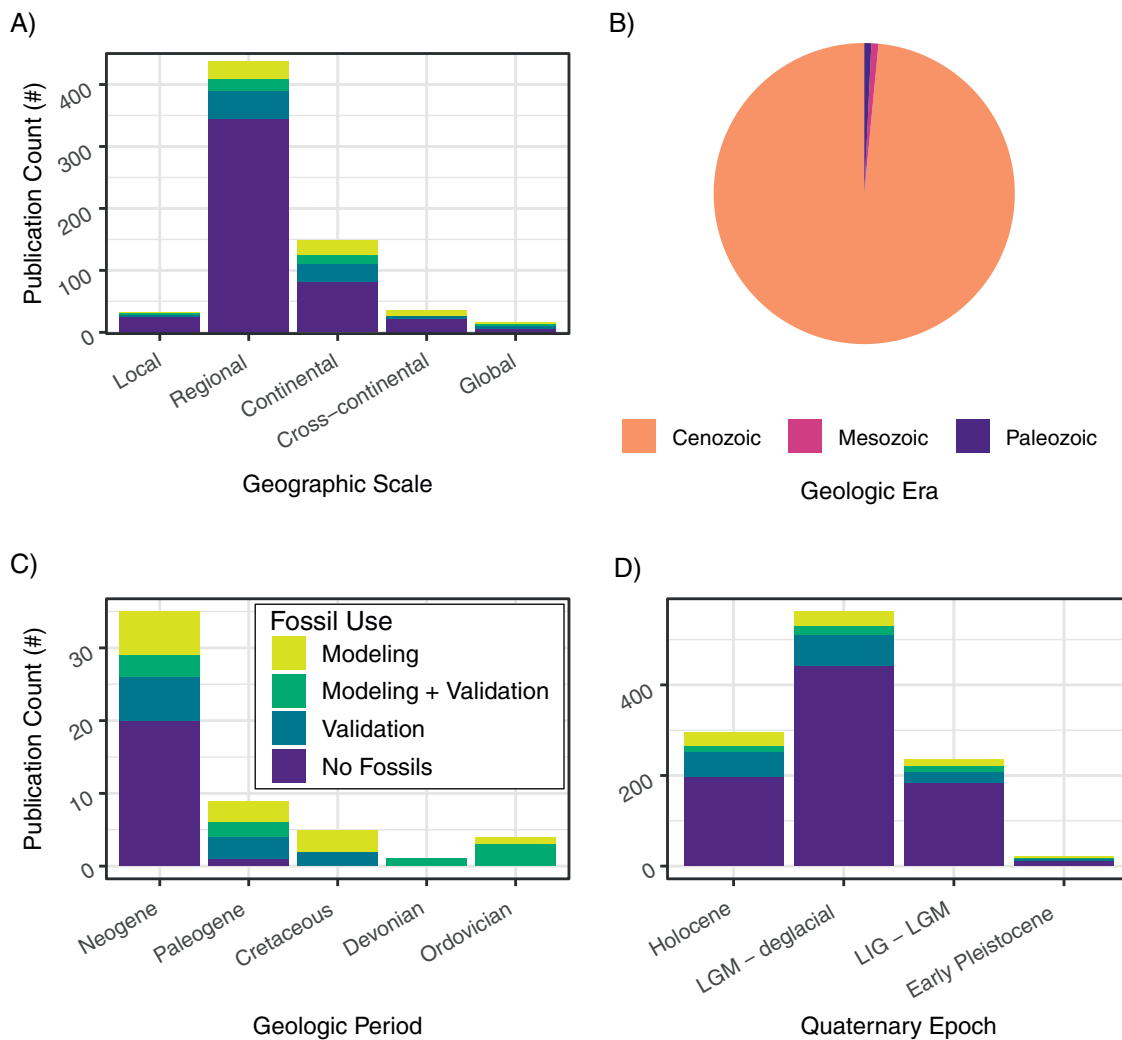 A)
Publication Count (#)
400
300
200
100
0
Local
Regional
Continental
Cross−continental
Global
Geographic Scale
B)
Cenozoic
Mesozoic
Paleozoic
Geologic Era
C)
Publication Count (#)
30
20
10
0
Fossil Use
Modeling
Modeling + Validation
Validation
No Fossils
Neogene
Paleogene
Cretaceous
Devonian
Ordovician
Geologic Period
D)
400
200
0
Holocene
LGM − deglacial
LIG − LGM
Early Pleistocene
Quaternary Epoch